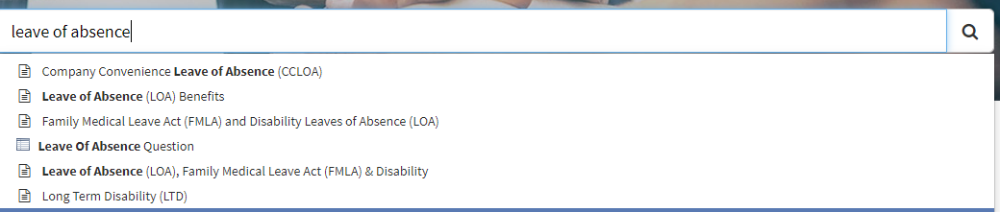 leave of absence
Company Convenience Leave of Absence (CCLOA)
Leave of Absence (LOA) Benefits
Family Medical Leave Act (FMLA) and Disability Leaves of Absence (LOA)
Leave Of Absence Question
Leave of Absence (LOA), Family Medical Leave Act (FMLA) & Disability
Long Term Disability (LTD)